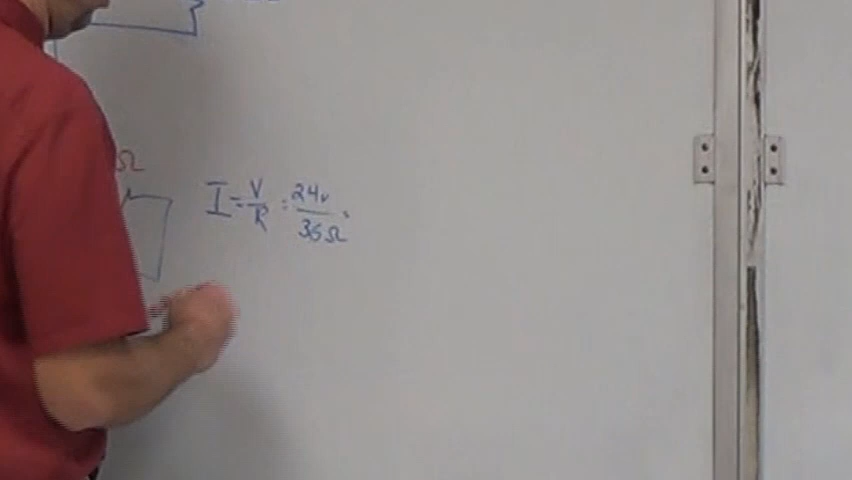 Ω
I = V/R = 24v/36Ω =